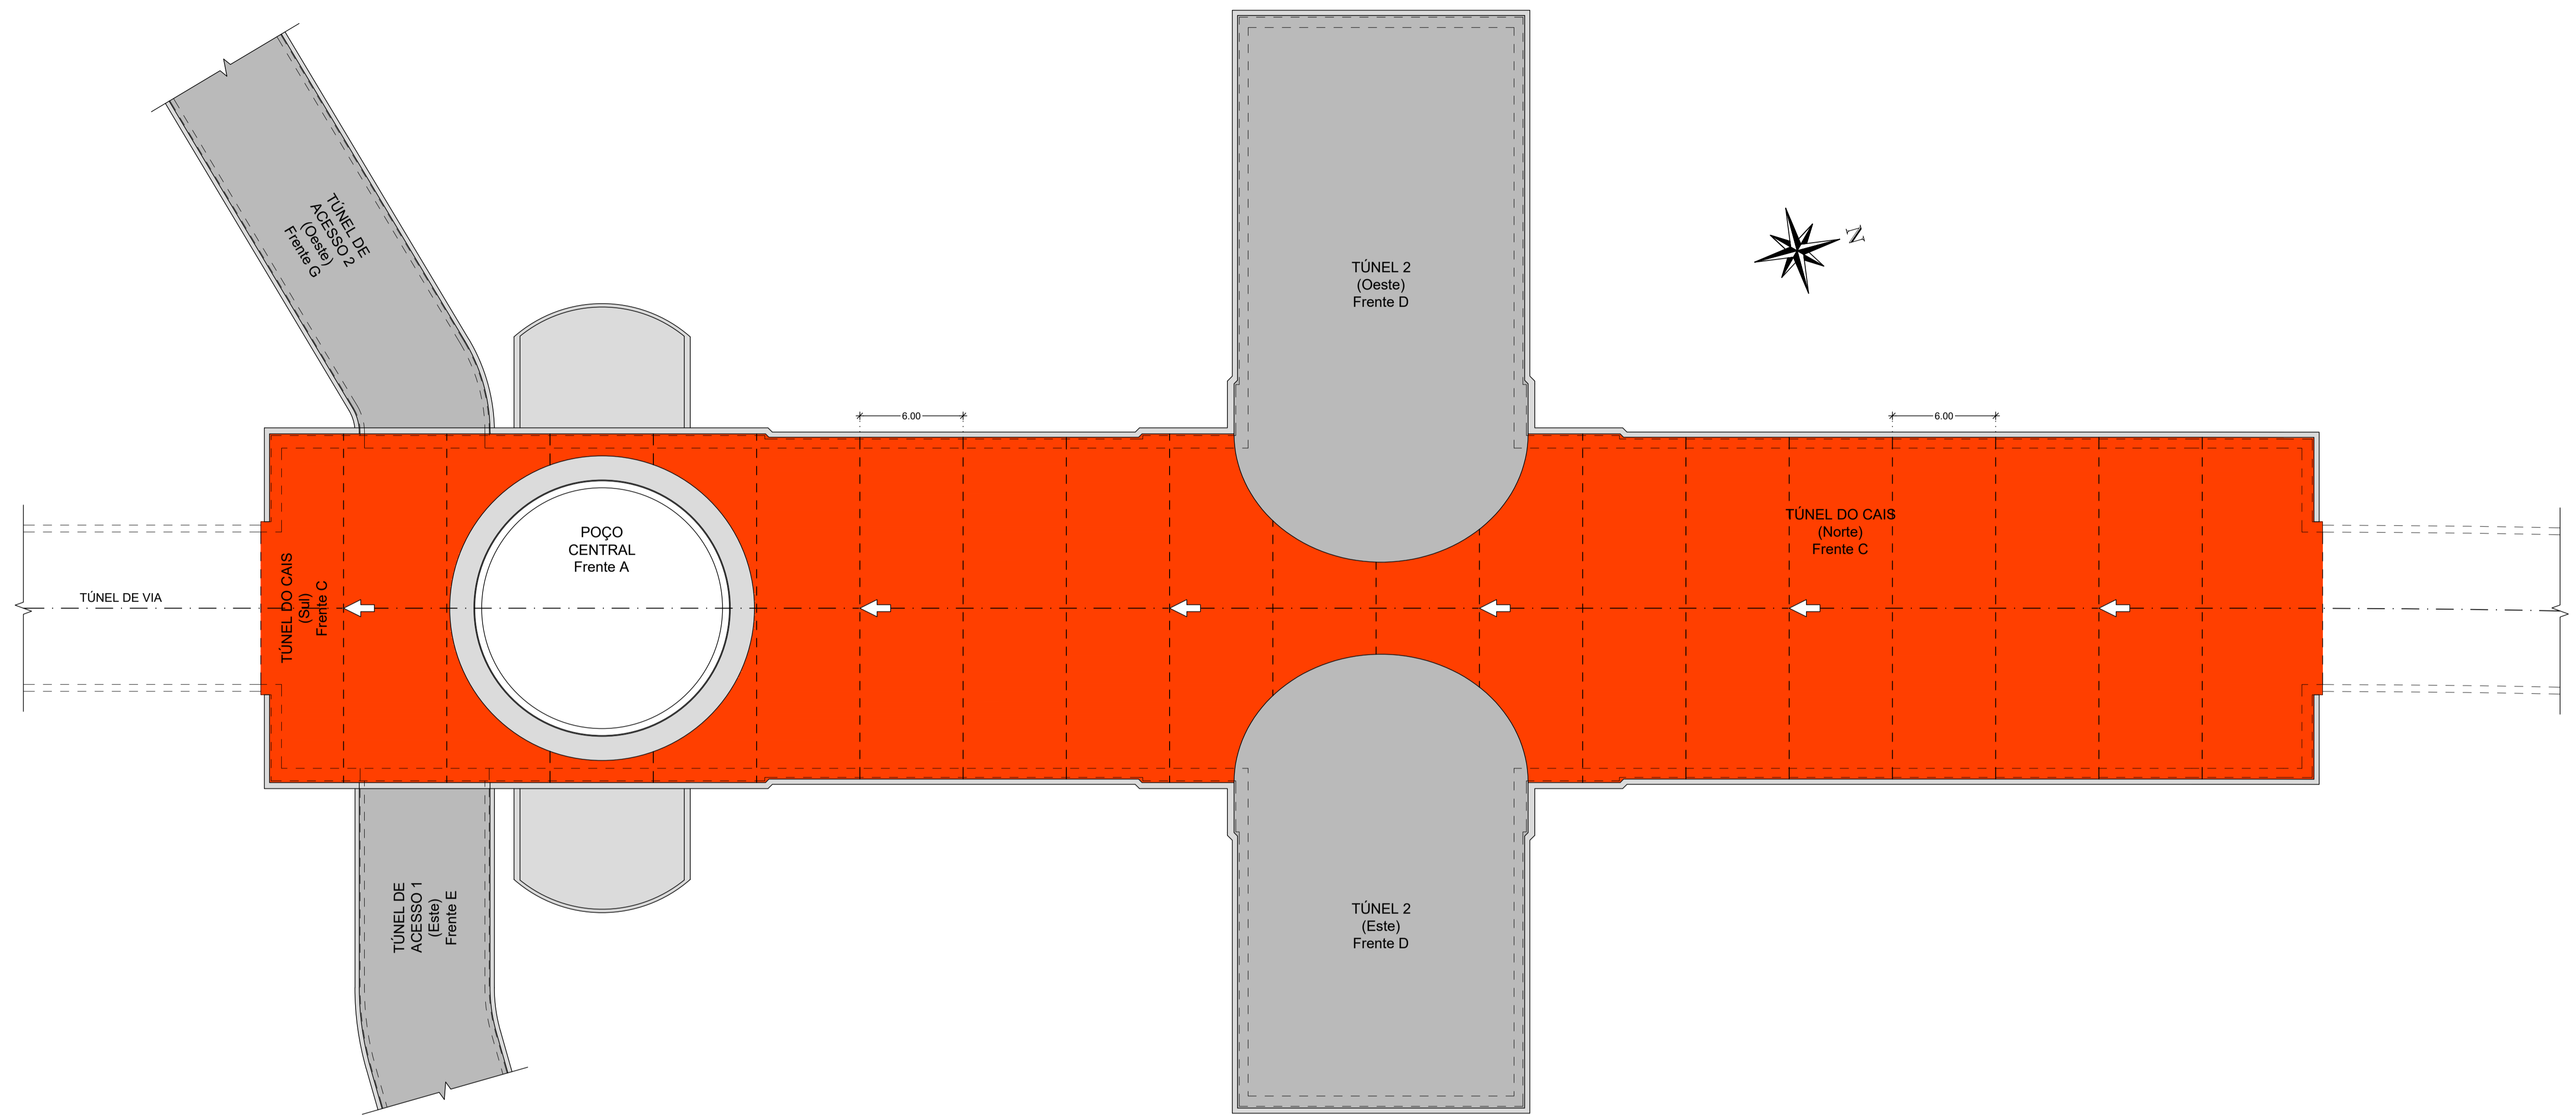 TÚNEL DE
ACESSO 2
(Oeste)
Frente G
TÚNEL 2
(Oeste)
Frente D
N
6.00
6.00
POÇO
CENTRAL
Frente A
TÚNEL DO CAIS
(Norte)
Frente C
TÚNEL DE VIA
TÚNEL DO CAIS
(Sul)
Frente C
TÚNEL DE
ACESSO 1
(Este)
Frente E
TÚNEL 2
(Este)
Frente D